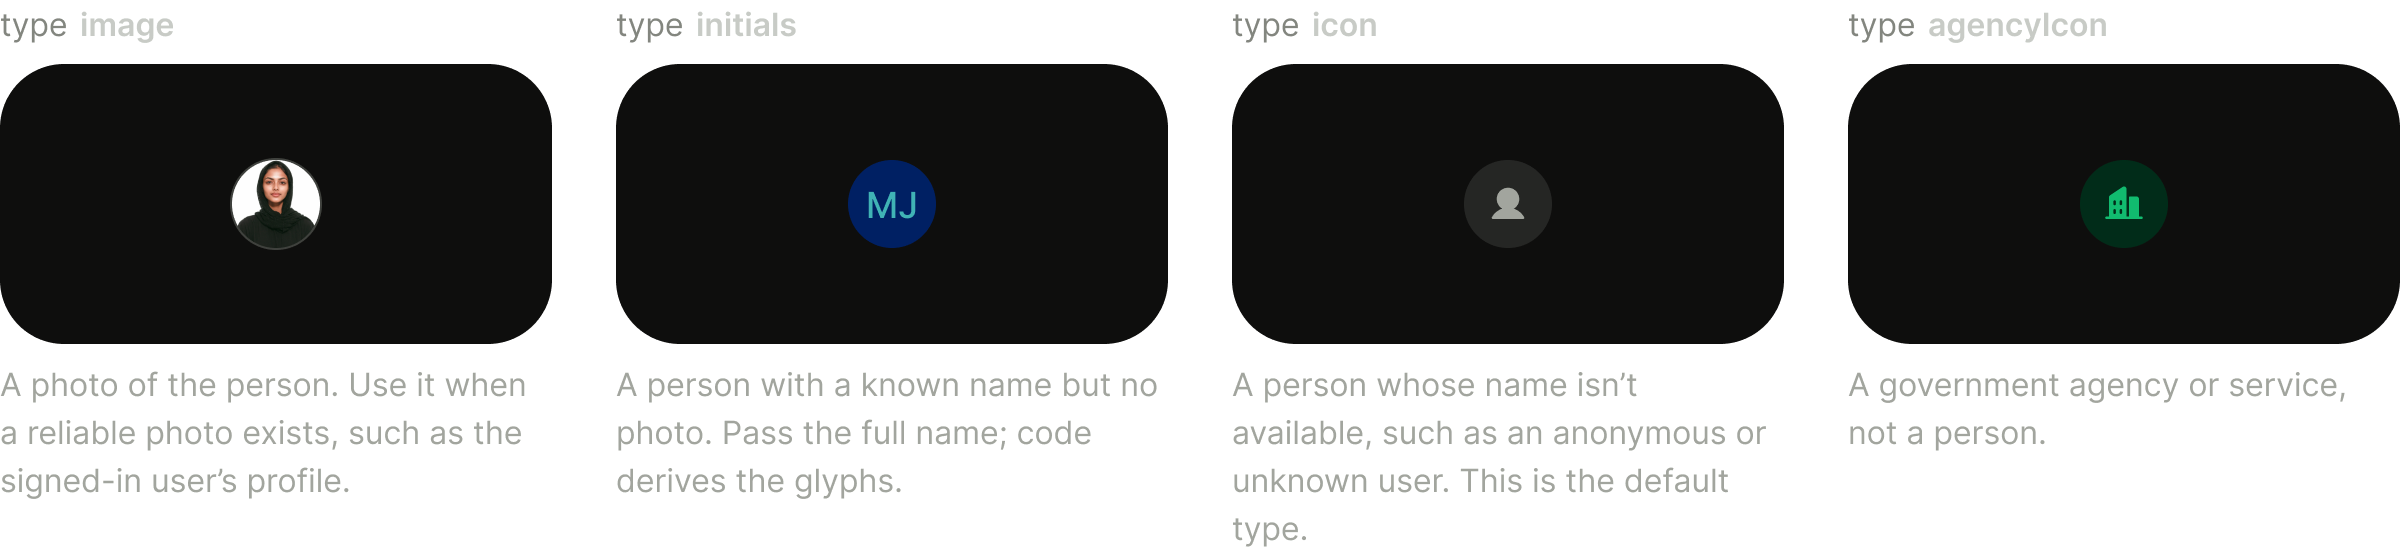 type image
A photo of the person. Use it when
a reliable photo exists, such as the
signed-in user’s profile.
type initials
MJ
A person with a known name but no
photo. Pass the full name; code
derives the glyphs.
type icon
A person whose name isn’t
available, such as an anonymous or
unknown user. This is the default
type.
type agencyIcon
A government agency or service,
not a person.